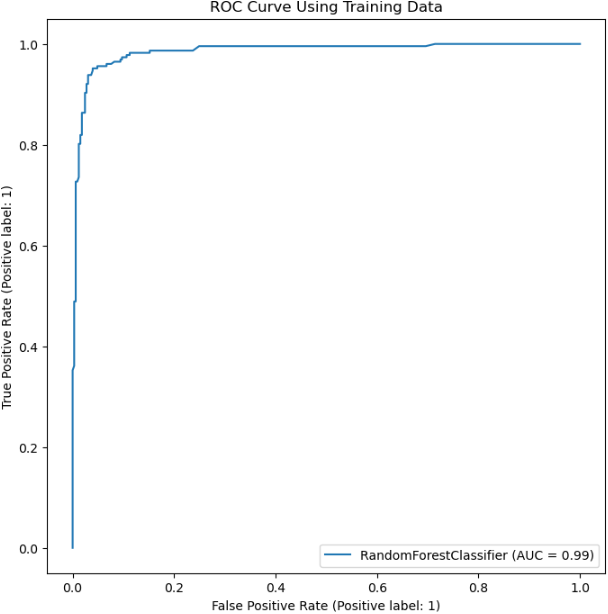 ROC Curve Using Training Data
1.0
0.8
0.6
0.4
0.2
0.0
True Positive Rate (Positive label: 1)
RandomForestClassifier (AUC = 0.99)
0.0 0.2 0.4 0.6 0.8 1.0
False Positive Rate (Positive label: 1)